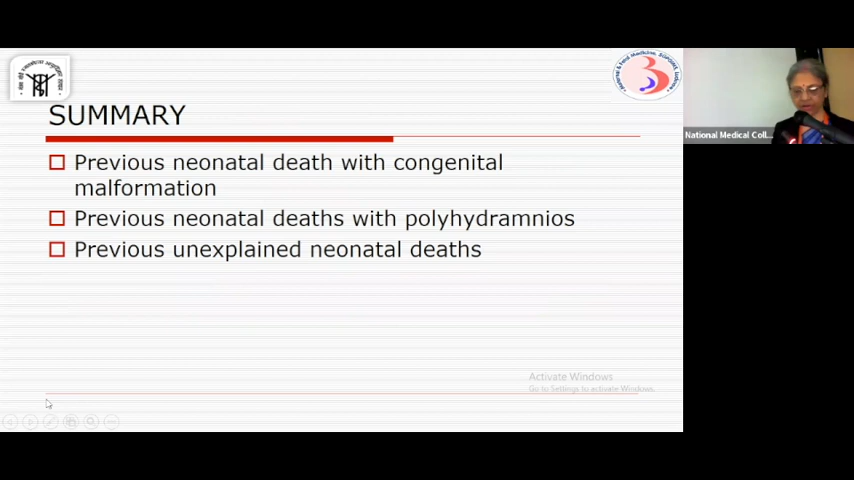 SUMMARY
Previous neonatal death with congenital
malformation
Previous neonatal deaths with polyhydramnios
Previous unexplained neonatal deaths
National Medical Coll...
Activate Windows
Go to Settings to activate Windows.